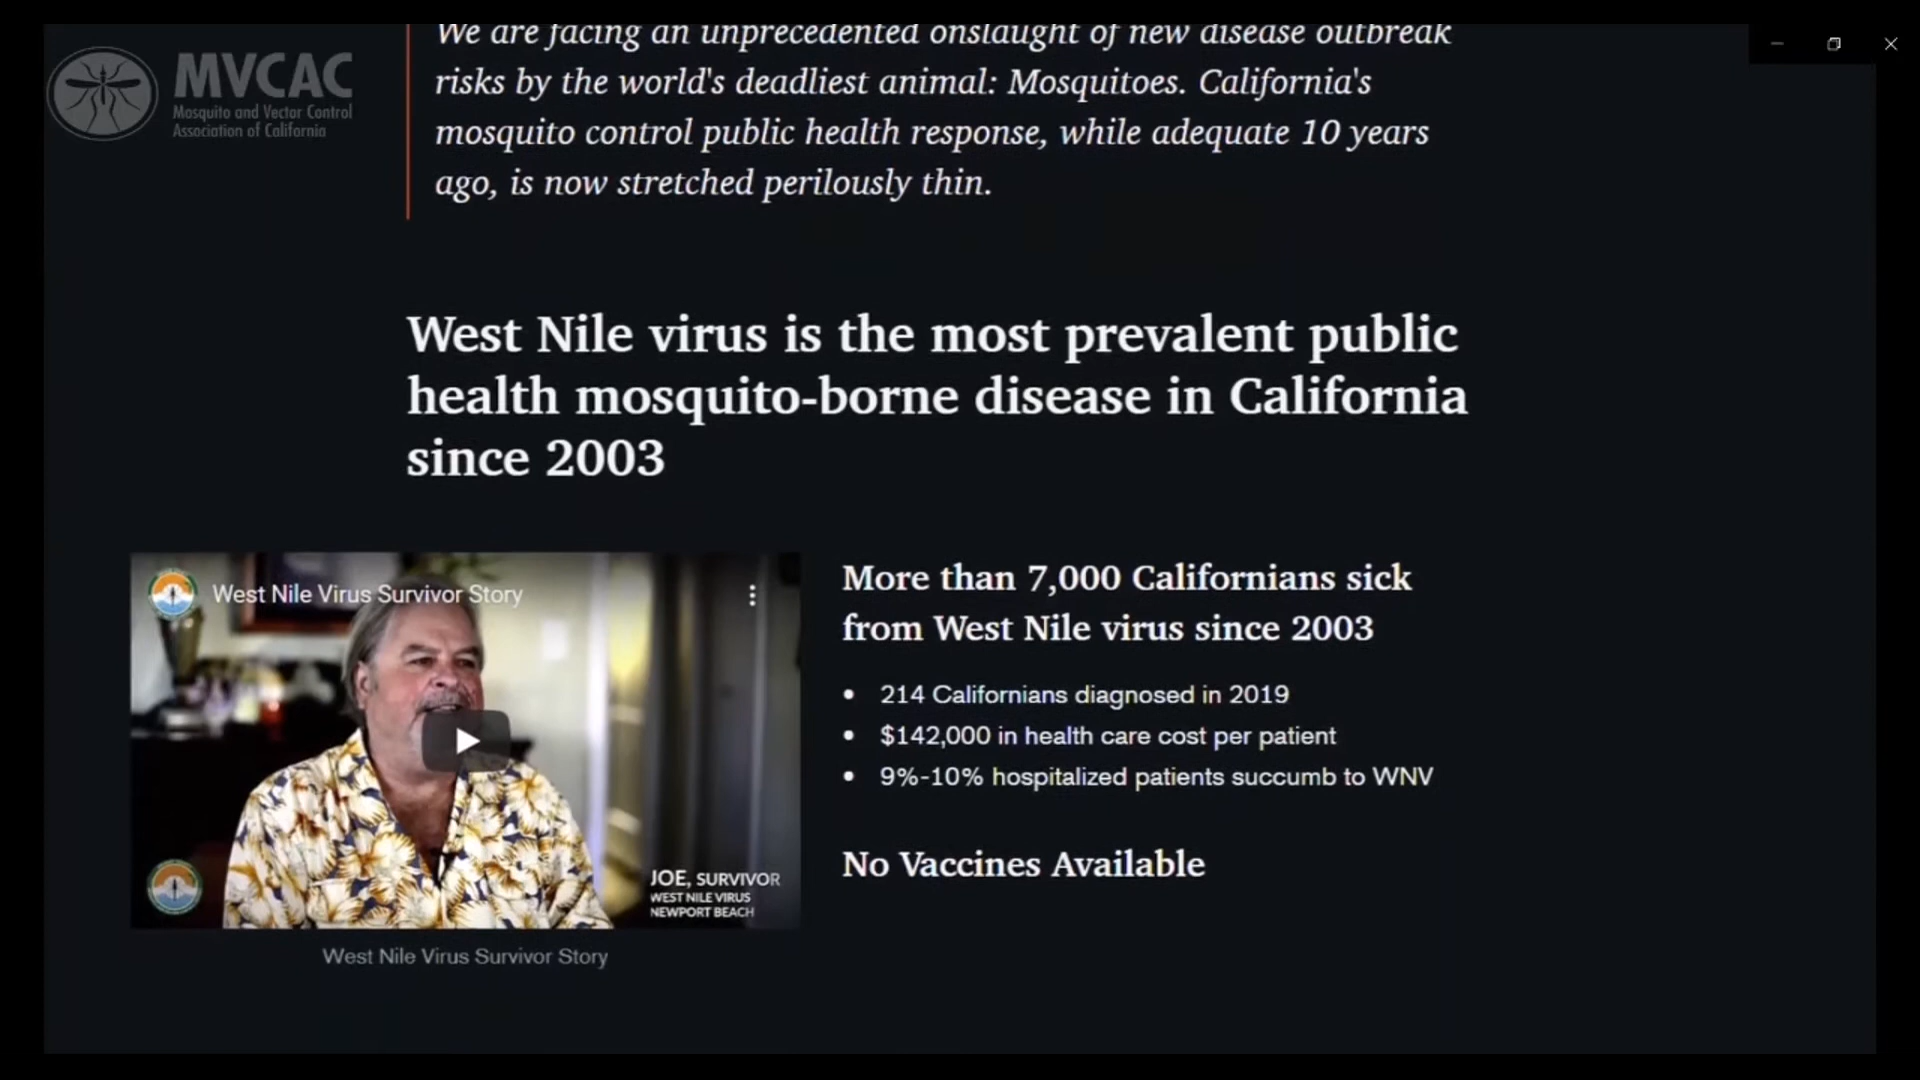 We are facing an unprecedented onslaught of new disease outbreak
risks by the world's deadliest animal: Mosquitoes. California's
mosquito control public health response, while adequate 10 years
ago, is now stretched perilously thin.
MVCAC
Mosquito and Vector Control
Association of California
West Nile virus is the most prevalent public
health mosquito-borne disease in California
since 2003
West Nile Virus Survivor Story
JOE, SURVIVOR
WEST NILE VIRUS
NEWPORT BEACH
West Nile Virus Survivor Story
More than 7,000 Californians sick
from West Nile virus since 2003
• 214 Californians diagnosed in 2019
• $142,000 in health care cost per patient
• 9%-10% hospitalized patients succumb to WNV
No Vaccines Available